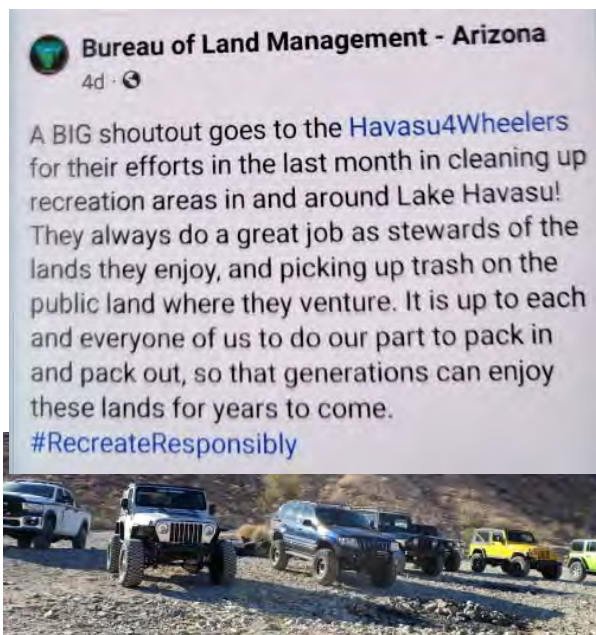 Bureau of Land Management - Arizona
4d ·
A BIG shoutout goes to the Havasu4Wheelers
for their efforts in the last month in cleaning up
recreation areas in and around Lake Havasu!
They always do a great job as stewards of the
lands they enjoy, and picking up trash on the
public land where they venture. It is up to each
and everyone of us to do our part to pack in
and pack out, so that generations can enjoy
these lands for years to come.
#RecreateResponsibly